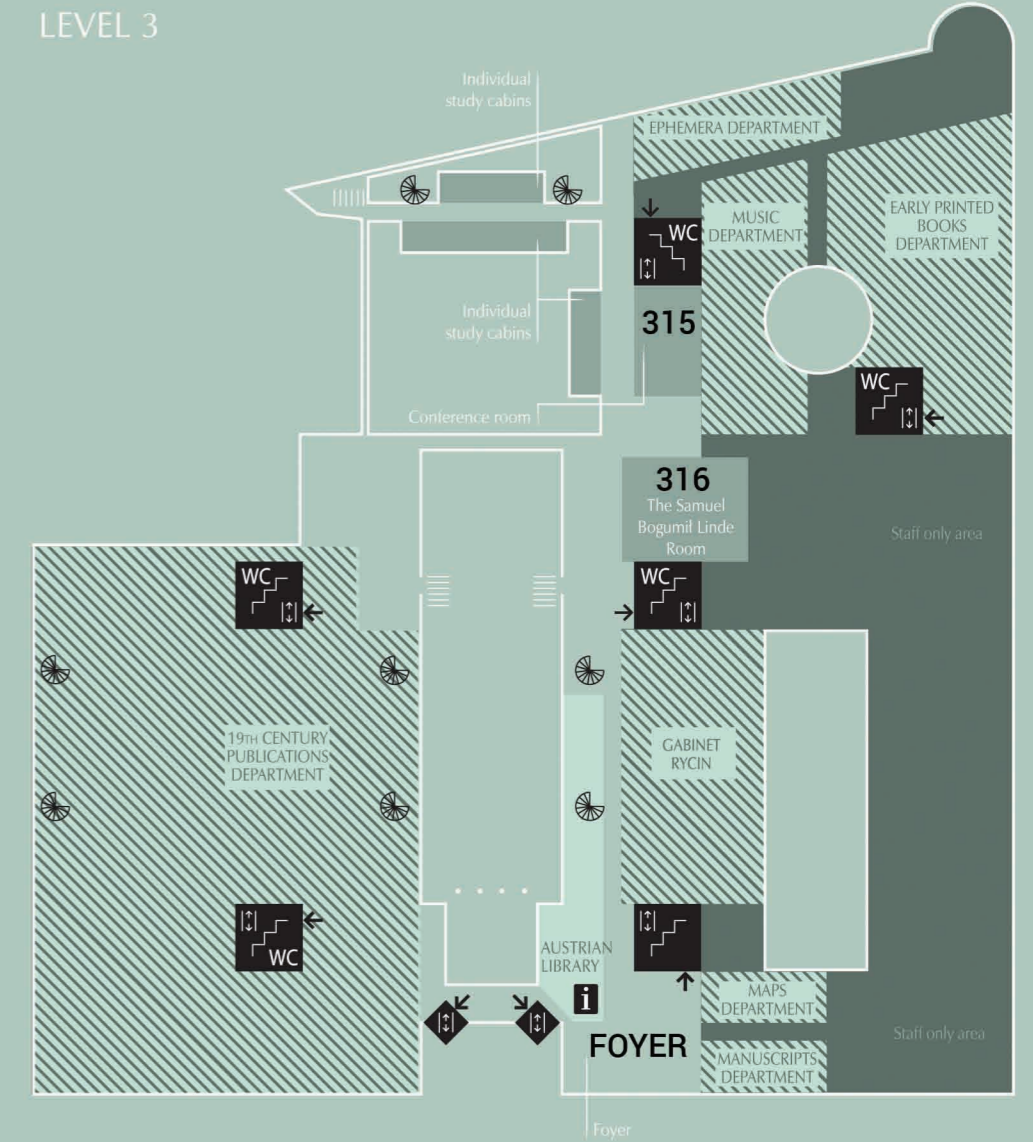 LEVEL 3
Individual
study cabins
EPHEMERA DEPARTMENT
MUSIC
DEPARTMENT
EARLY PRINTED
BOOKS
DEPARTMENT
WC
Individual
study cabins
315
WC
Conference room
316
The Samuel
Bogumił Linde
Room
Staff only area
WC
WC
19TH CENTURY
PUBLICATIONS
DEPARTMENT
GABINET
RYCIN
WC
AUSTRIAN
LIBRARY
i
MAPS
DEPARTMENT
FOYER
Staff only area
MANUSCRIPTS
DEPARTMENT
Foyer